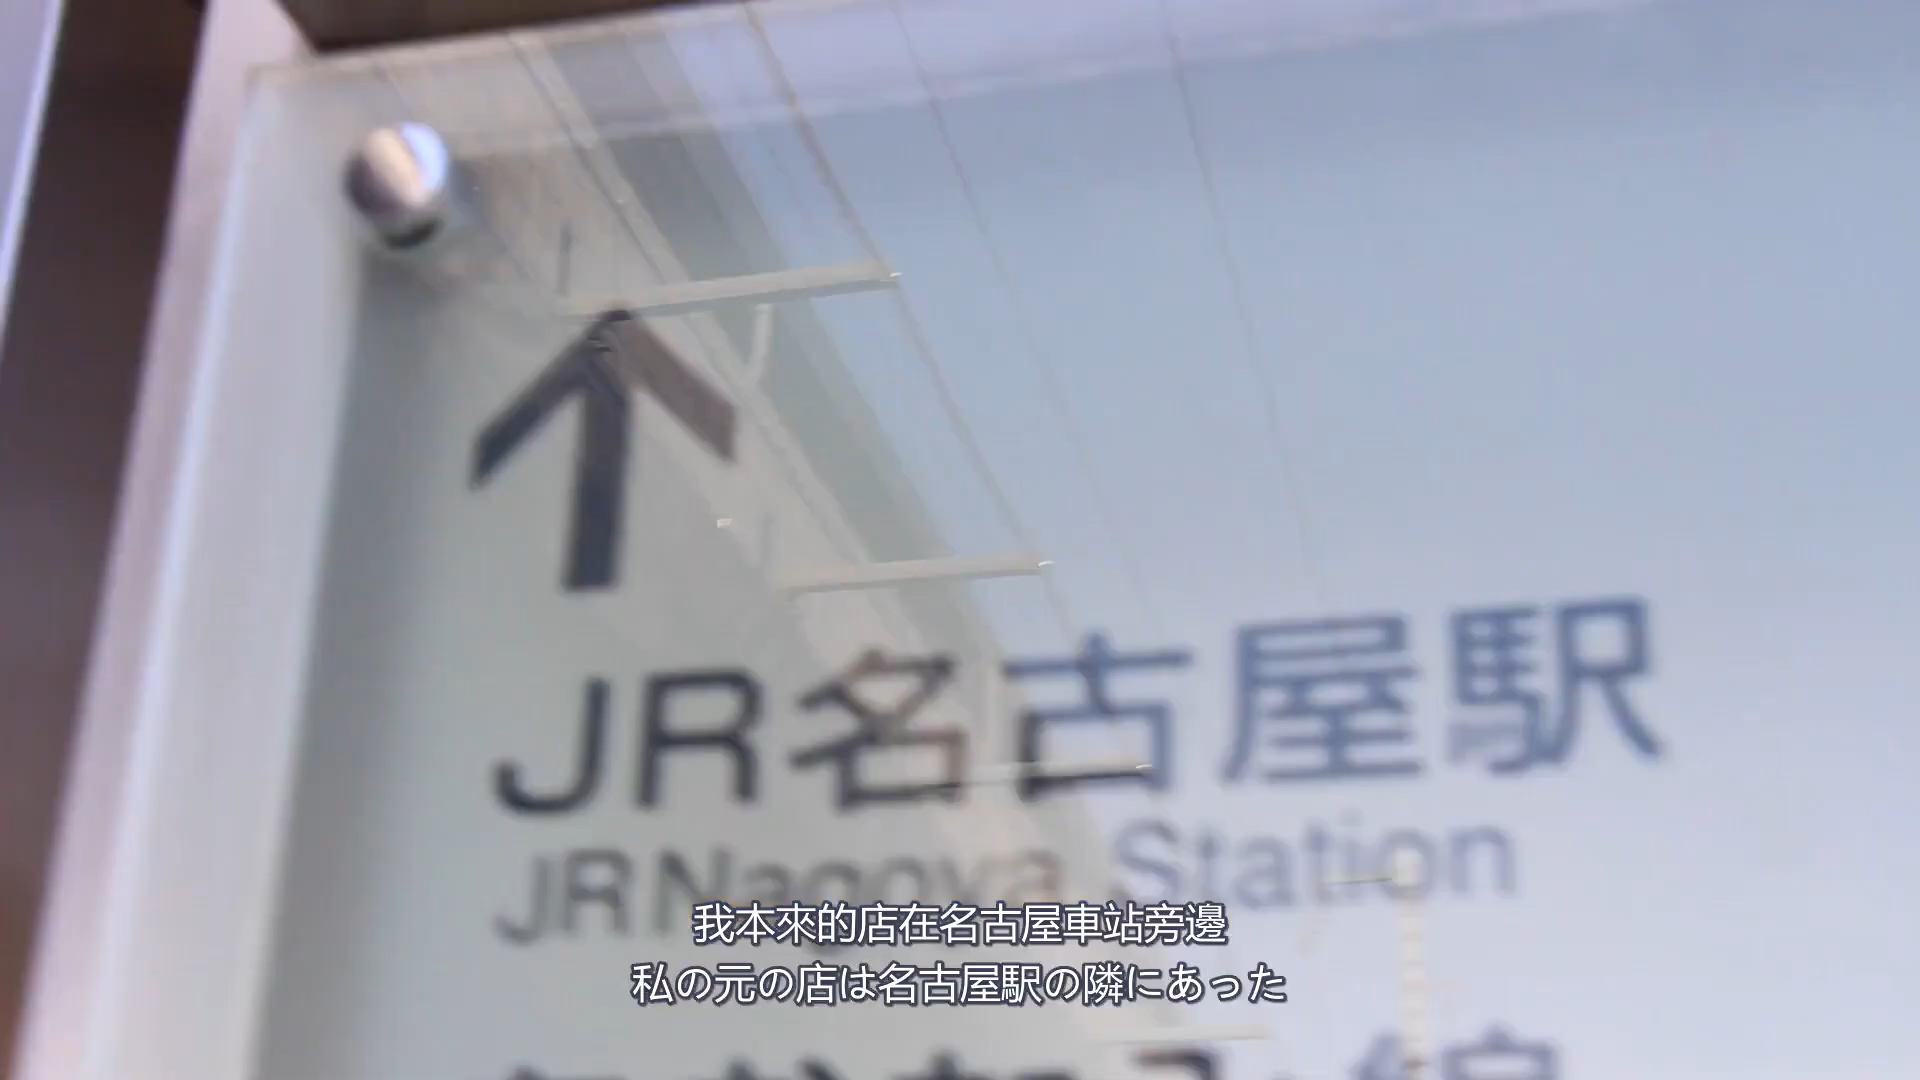 JR名古屋駅
JR Nagoya Station
我本來的店在名古屋車站旁邊
私の元の店は名古屋駅の隣にあった